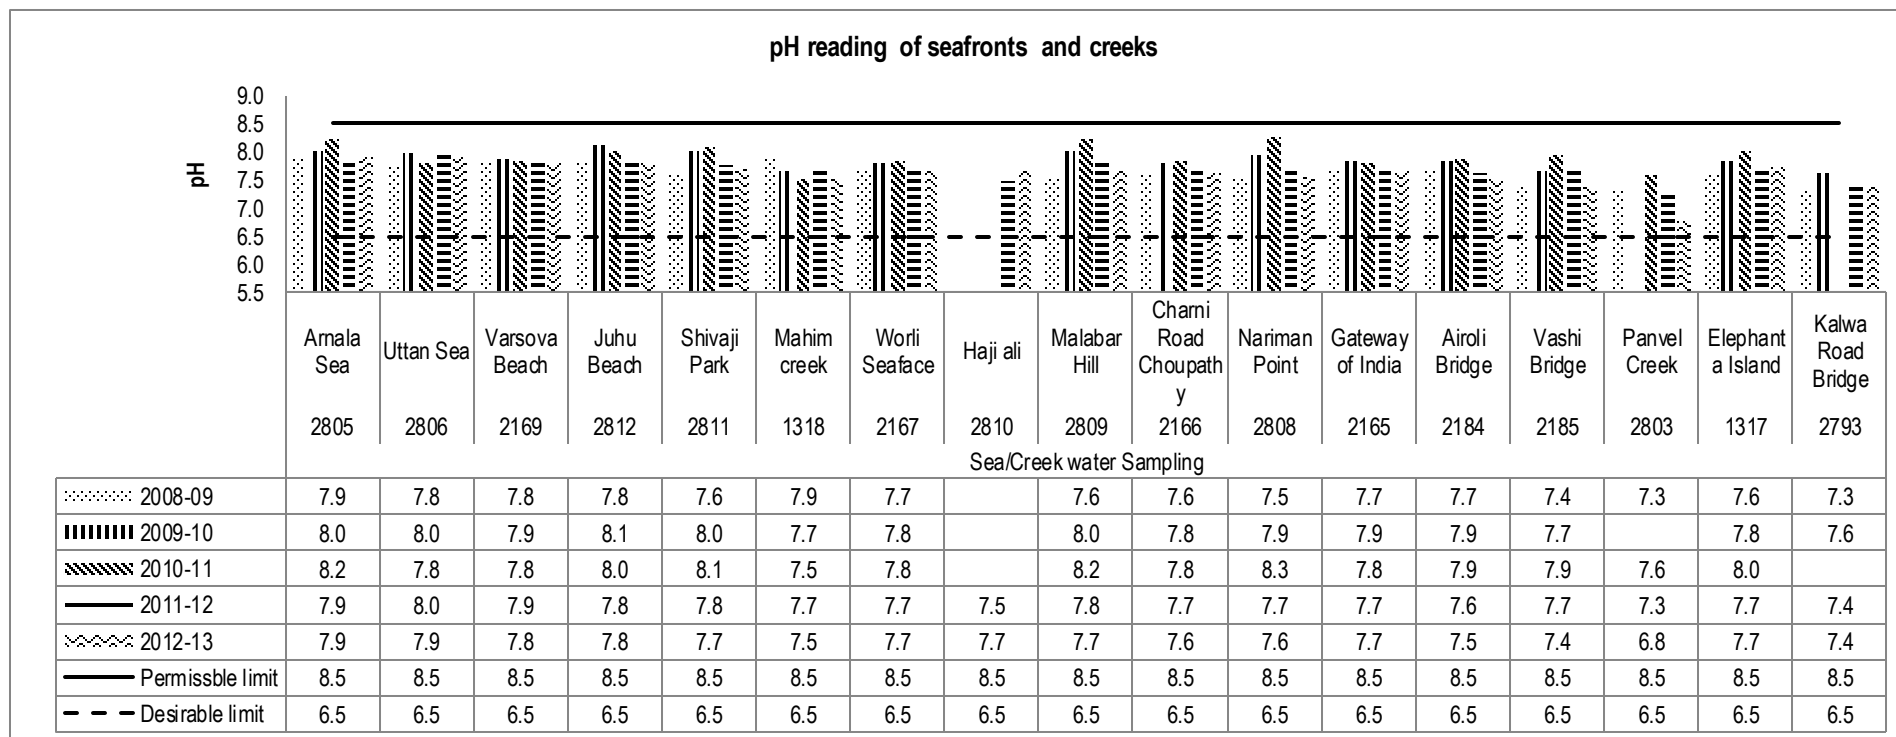 pH reading of seafronts and creeks
9.0
8.5
8.0
7.5
7.0
6.5
6.0
5.5
pH
Arnala Sea Uttan Sea Varsova Beach Juhu Beach Shivaji Park Mahim creek Worli Seaface Haji ali Malabar Hill Charni Road Choupath y Nariman Point Gateway of India Airoli Bridge Vashi Bridge Panvel Creek Elephant a Island Kalwa Road Bridge
2805 2806 2169 2812 2811 1318 2167 2810 2809 2166 2808 2165 2184 2185 2803 1317 2793
Sea/Creek water Sampling
2008-09 7.9 7.8 7.8 7.8 7.6 7.9 7.7 7.6 7.6 7.5 7.7 7.7 7.4 7.3 7.6 7.3
2009-10 8.0 8.0 7.9 8.1 8.0 7.7 7.8 8.0 7.8 7.9 7.9 7.9 7.7 7.8 7.6
2010-11 8.2 7.8 7.8 8.0 8.1 7.5 7.8 8.2 7.8 8.3 7.8 7.9 7.9 7.6 8.0
2011-12 7.9 8.0 7.9 7.8 7.8 7.7 7.7 7.5 7.8 7.7 7.7 7.7 7.6 7.7 7.3 7.7 7.4
2012-13 7.9 7.9 7.8 7.8 7.7 7.5 7.7 7.7 7.7 7.6 7.6 7.7 7.5 7.4 6.8 7.7 7.4
Permissble limit 8.5 8.5 8.5 8.5 8.5 8.5 8.5 8.5 8.5 8.5 8.5 8.5 8.5 8.5 8.5 8.5 8.5
Desirable limit 6.5 6.5 6.5 6.5 6.5 6.5 6.5 6.5 6.5 6.5 6.5 6.5 6.5 6.5 6.5 6.5 6.5